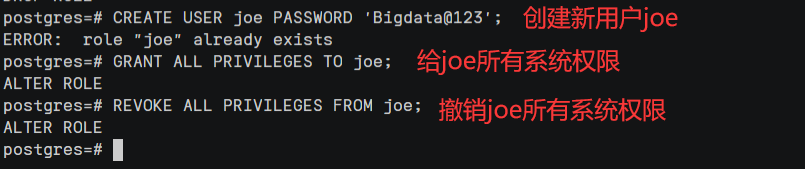 postgres=# CREATE USER joe PASSWORD 'Bigdata@123'; 创建新用户joe
ERROR:  role "joe" already exists
postgres=# GRANT ALL PRIVILEGES TO joe; 给joe所有系统权限
ALTER ROLE
postgres=# REVOKE ALL PRIVILEGES FROM joe; 撤销joe所有系统权限
ALTER ROLE
postgres=#